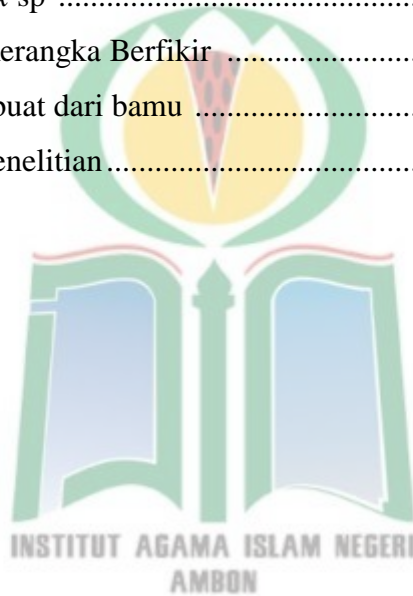 sp ........................................
erangka Berfikir ....................
buat dari bamu ........................
enelitian....................................
INSTITUT AGAMA ISLAM NEGERI
AMBON